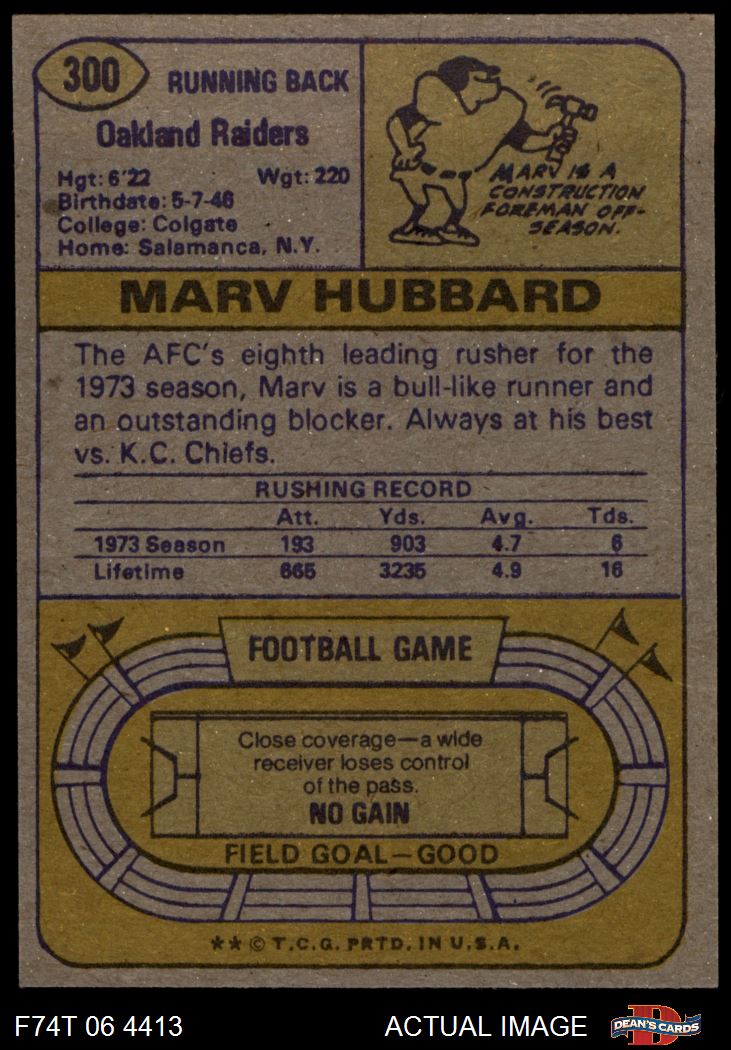 300
RUNNING BACK
Oakland Raiders
Hgt: 6'22
Wgt: 220
Birthdate: 5-7-46
College: Colgate
Home: Salamanca, N.Y.
MARV IS A
CONSTRUCTION
FOREMAN OFF-
SEASON.
MARV HUBBARD
The AFC's eighth leading rusher for the
1973 season, Marv is a bull-like runner and
an outstanding blocker. Always at his best
vs. K.C. Chiefs.
RUSHING RECORD
Att. Yds. Avg. Tds.
1973 Season 193 903 4.7 6
Lifetime 665 3235 4.9 16
FOOTBALL GAME
Close coverage—a wide
receiver loses control
of the pass.
NO GAIN
FIELD GOAL—GOOD
**© T.C.G. PRTD. IN U.S.A.
F74T 06 4413
ACTUAL IMAGE
D
DEAN'S CARDS